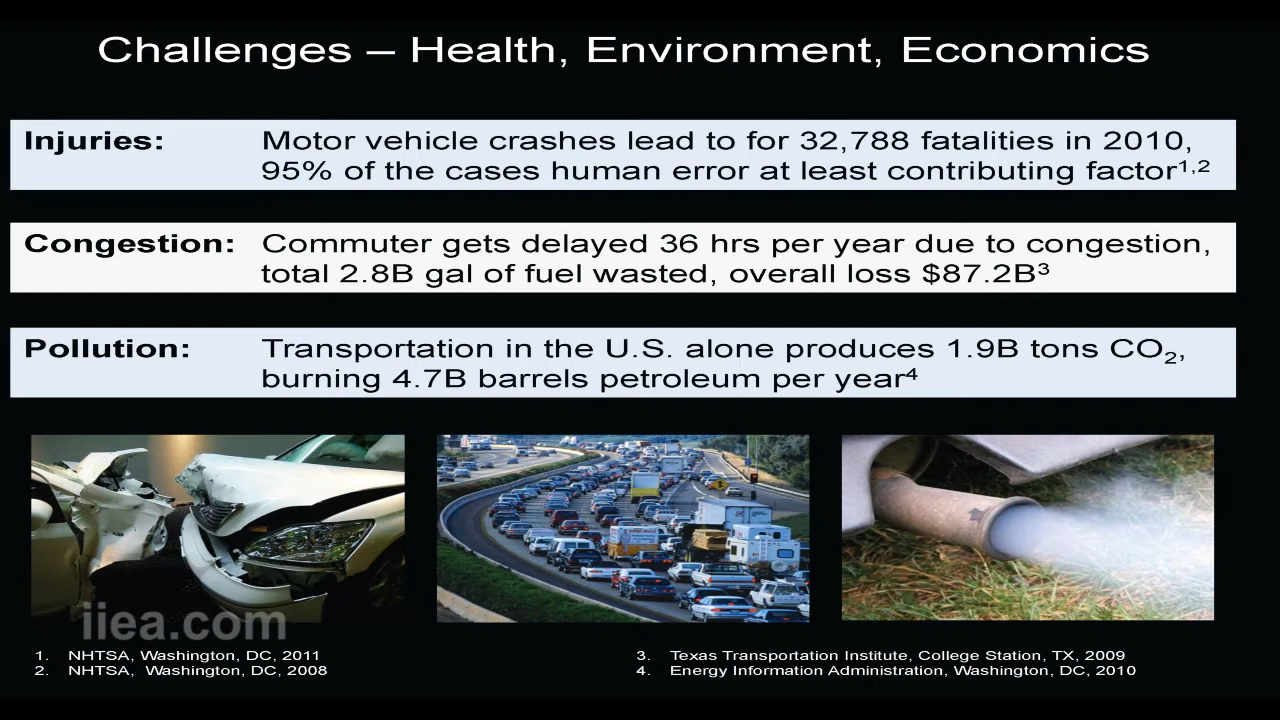 Challenges – Health, Environment, Economics
Injuries: Motor vehicle crashes lead to for 32,788 fatalities in 2010,
95% of the cases human error at least contributing factor¹,²
Congestion: Commuter gets delayed 36 hrs per year due to congestion,
total 2.8B gal of fuel wasted, overall loss $87.2B³
Pollution: Transportation in the U.S. alone produces 1.9B tons CO₂,
burning 4.7B barrels petroleum per year⁴
iiea.com
1. NHTSA, Washington, DC, 2011
2. NHTSA, Washington, DC, 2008
3. Texas Transportation Institute, College Station, TX, 2009
4. Energy Information Administration, Washington, DC, 2010